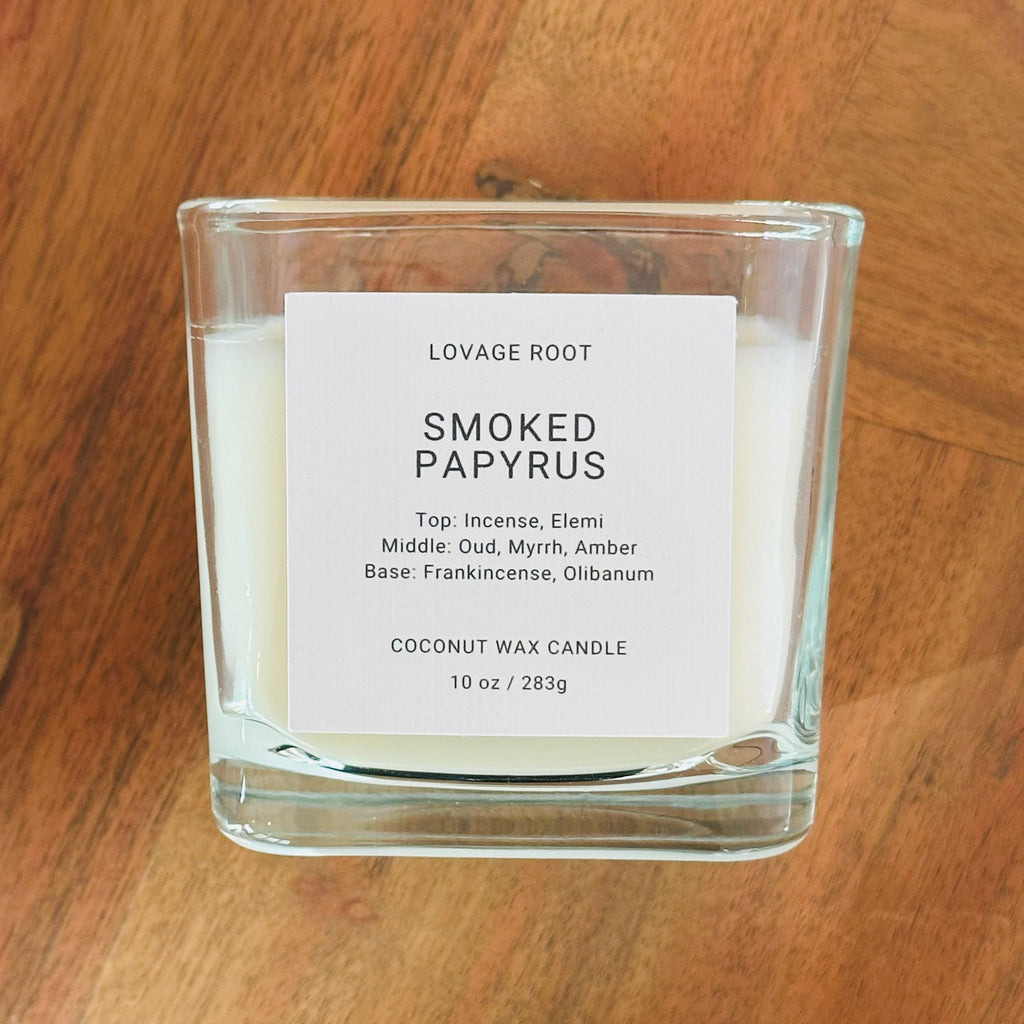 LOVAGE ROOT
SMOKED
PAPYRUS
Top: Incense, Elemi
Middle: Oud, Myrrh, Amber
Base: Frankincense, Olibanum
COCONUT WAX CANDLE
10 oz / 283g